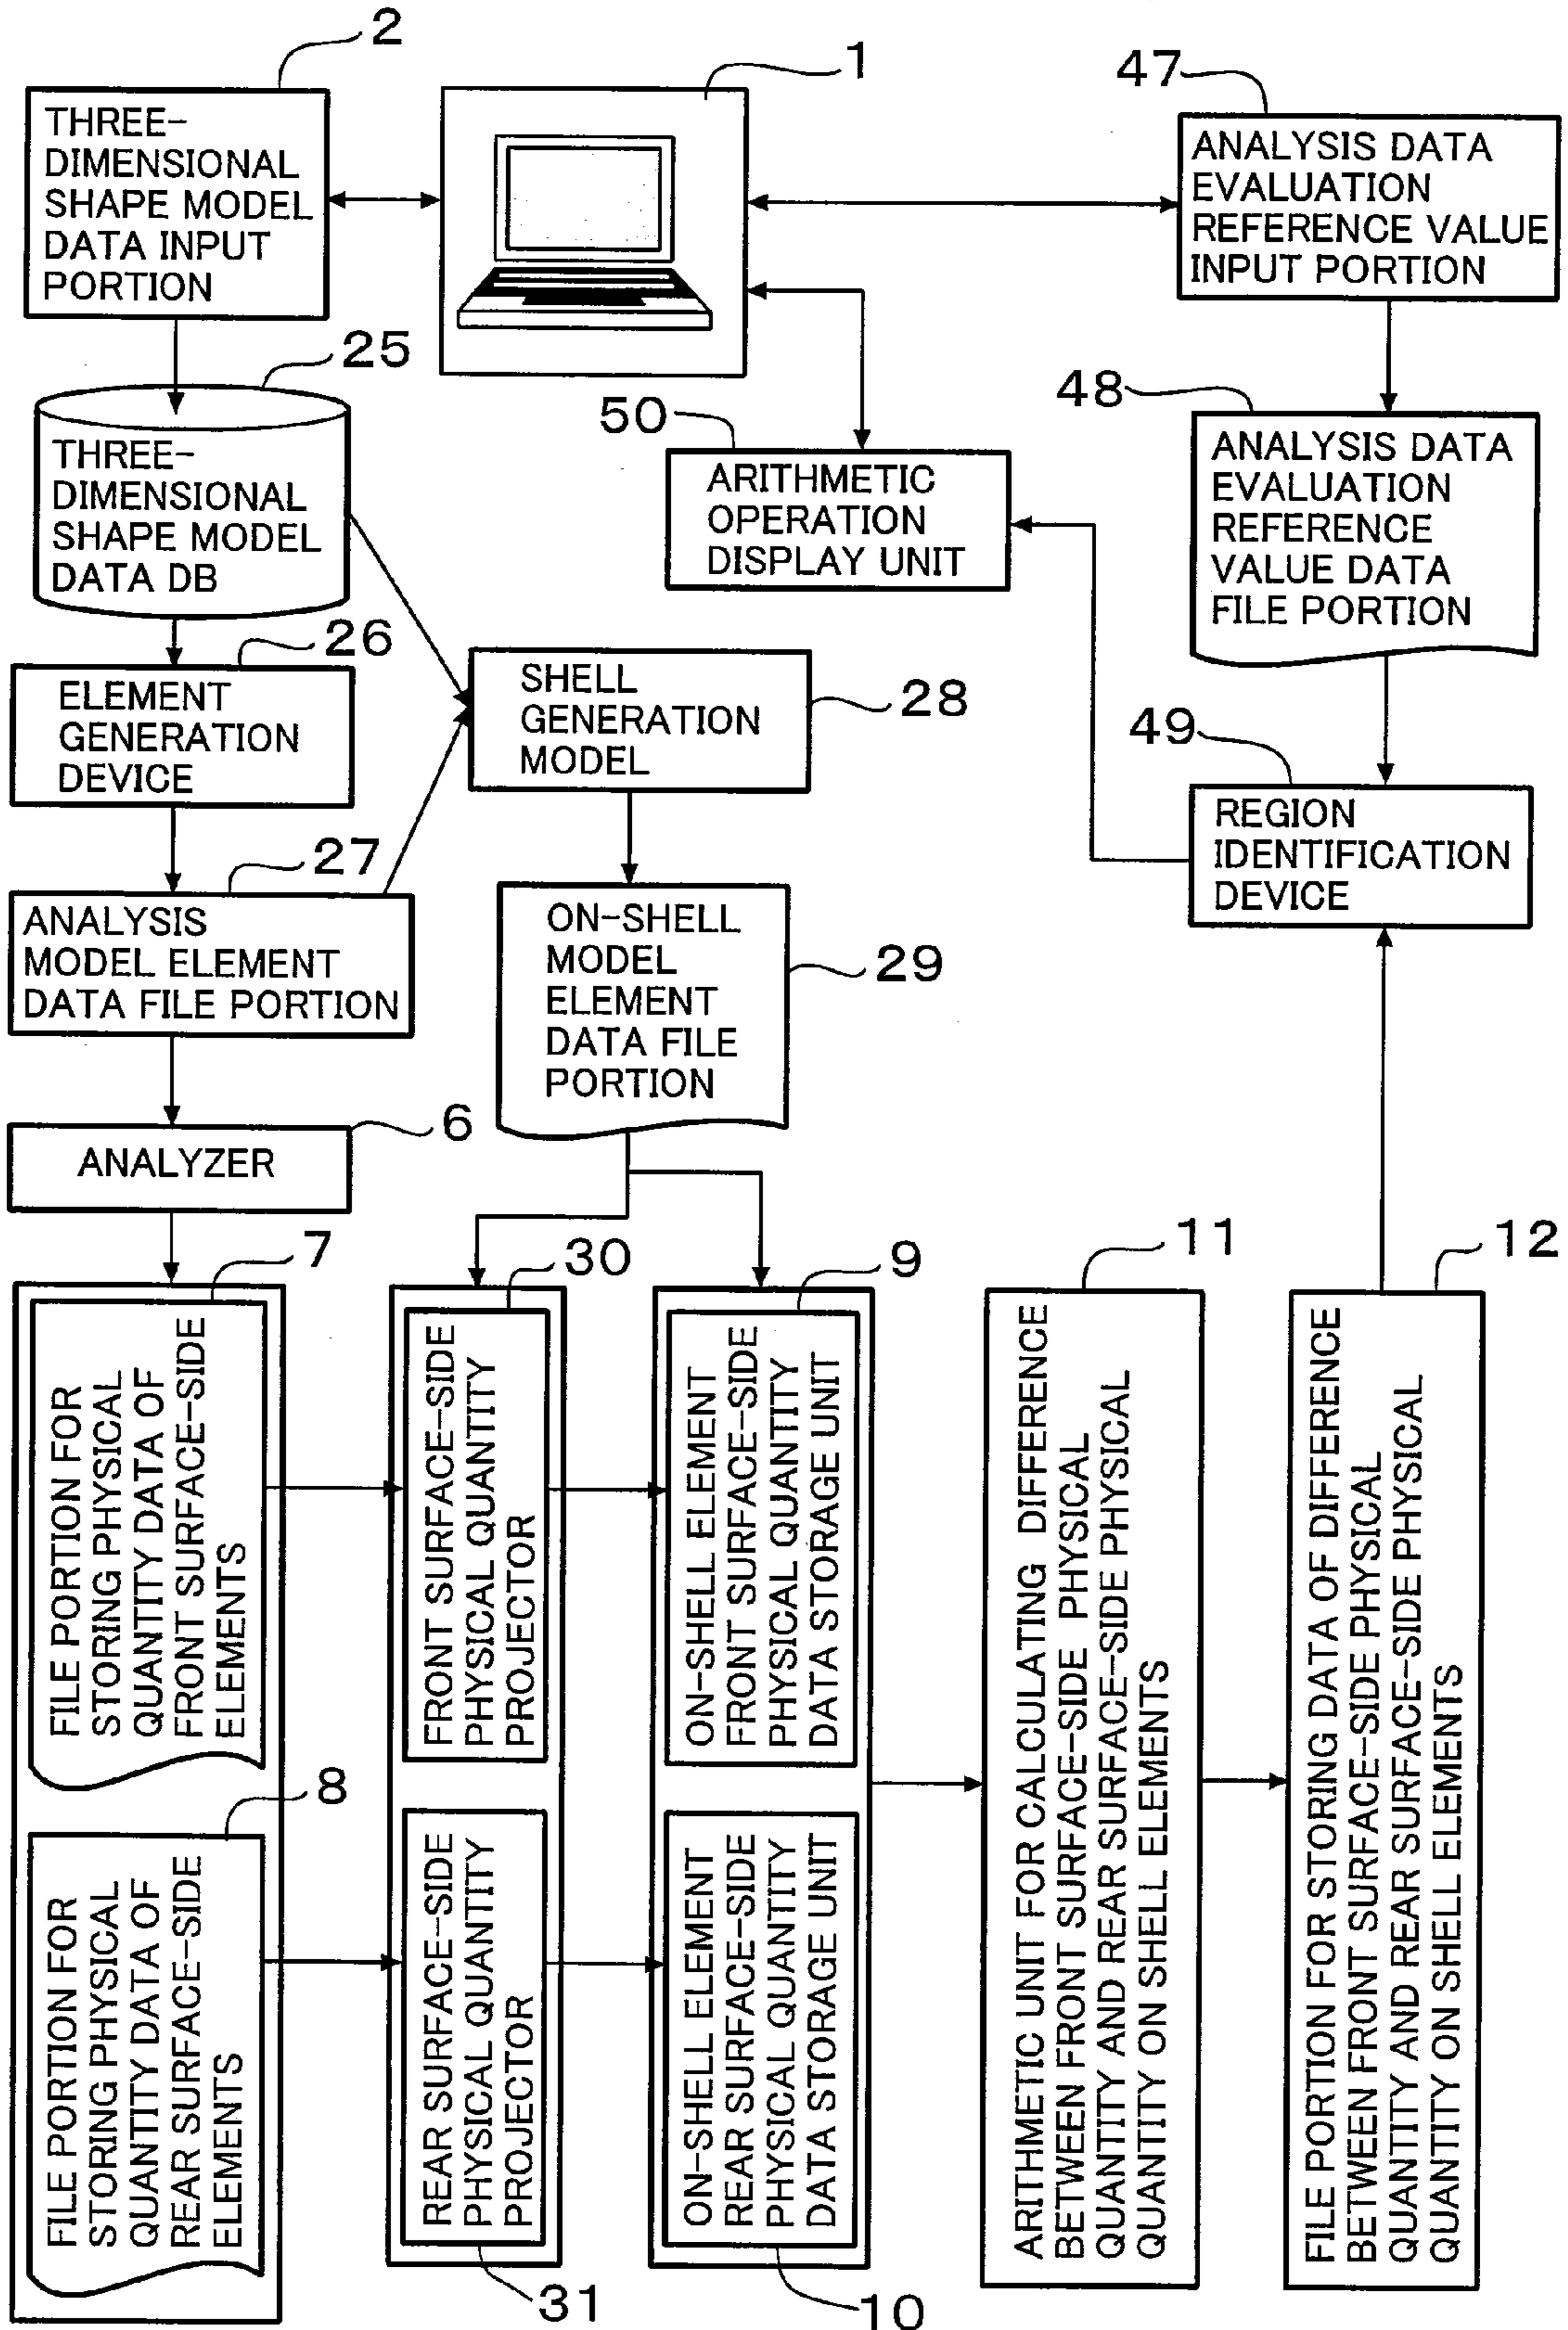 2
THREE-
DIMENSIONAL
SHAPE MODEL
DATA INPUT
PORTION
1
47
ANALYSIS DATA
EVALUATION
REFERENCE VALUE
INPUT PORTION
25
THREE-
DIMENSIONAL
SHAPE MODEL
DATA DB
50
ARITHMETIC
OPERATION
DISPLAY UNIT
48
ANALYSIS DATA
EVALUATION
REFERENCE
VALUE DATA
FILE PORTION
26
ELEMENT
GENERATION
DEVICE
SHELL
GENERATION
MODEL
28
49
REGION
IDENTIFICATION
DEVICE
27
ANALYSIS
MODEL ELEMENT
DATA FILE PORTION
ON-SHELL
MODEL
ELEMENT
DATA FILE
PORTION
29
6
ANALYZER
7
FILE PORTION FOR
STORING PHYSICAL
QUANTITY DATA OF
FRONT SURFACE-SIDE
ELEMENTS
8
FILE PORTION FOR
STORING PHYSICAL
QUANTITY DATA OF
REAR SURFACE-SIDE
ELEMENTS
30
FRONT SURFACE-SIDE
PHYSICAL QUANTITY
PROJECTOR
REAR SURFACE-SIDE
PHYSICAL QUANTITY
PROJECTOR
31
9
ON-SHELL ELEMENT
FRONT SURFACE-SIDE
PHYSICAL QUANTITY
DATA STORAGE UNIT
ON-SHELL ELEMENT
REAR SURFACE-SIDE
PHYSICAL QUANTITY
DATA STORAGE UNIT
10
11
ARITHMETIC UNIT FOR CALCULATING DIFFERENCE
BETWEEN FRONT SURFACE-SIDE PHYSICAL
QUANTITY AND REAR SURFACE-SIDE PHYSICAL
QUANTITY ON SHELL ELEMENTS
12
FILE PORTION FOR STORING DATA OF DIFFERENCE
BETWEEN FRONT SURFACE-SIDE PHYSICAL
QUANTITY AND REAR SURFACE-SIDE PHYSICAL
QUANTITY ON SHELL ELEMENTS